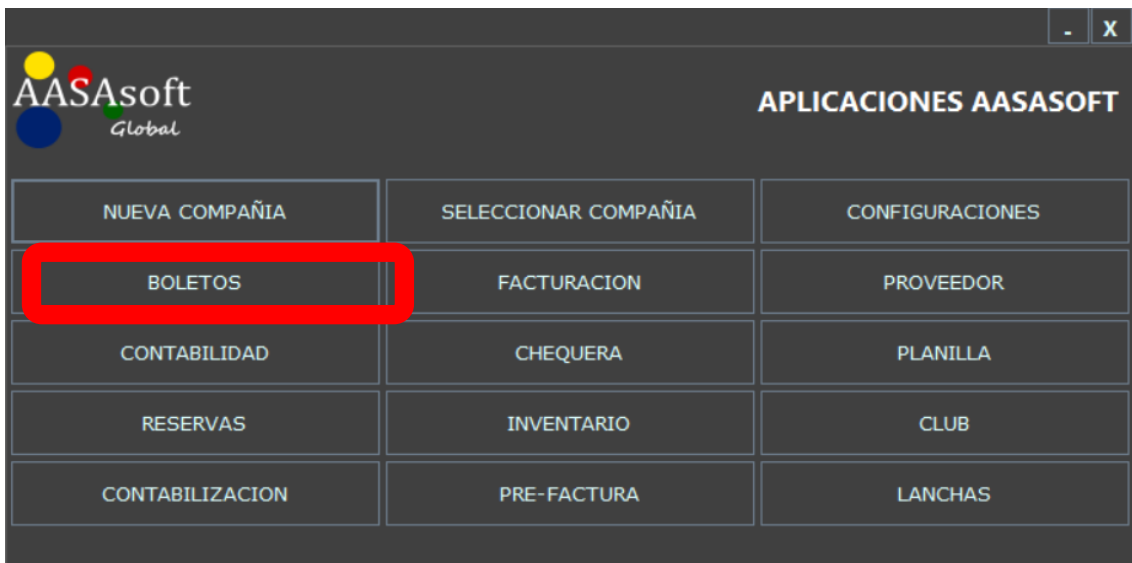 - X
AASAsoft
Global
APLICACIONES AASASOFT
NUEVA COMPAÑIA
SELECCIONAR COMPAÑIA
CONFIGURACIONES
BOLETOS
FACTURACION
PROVEEDOR
CONTABILIDAD
CHEQUERA
PLANILLA
RESERVAS
INVENTARIO
CLUB
CONTABILIZACION
PRE-FACTURA
LANCHAS